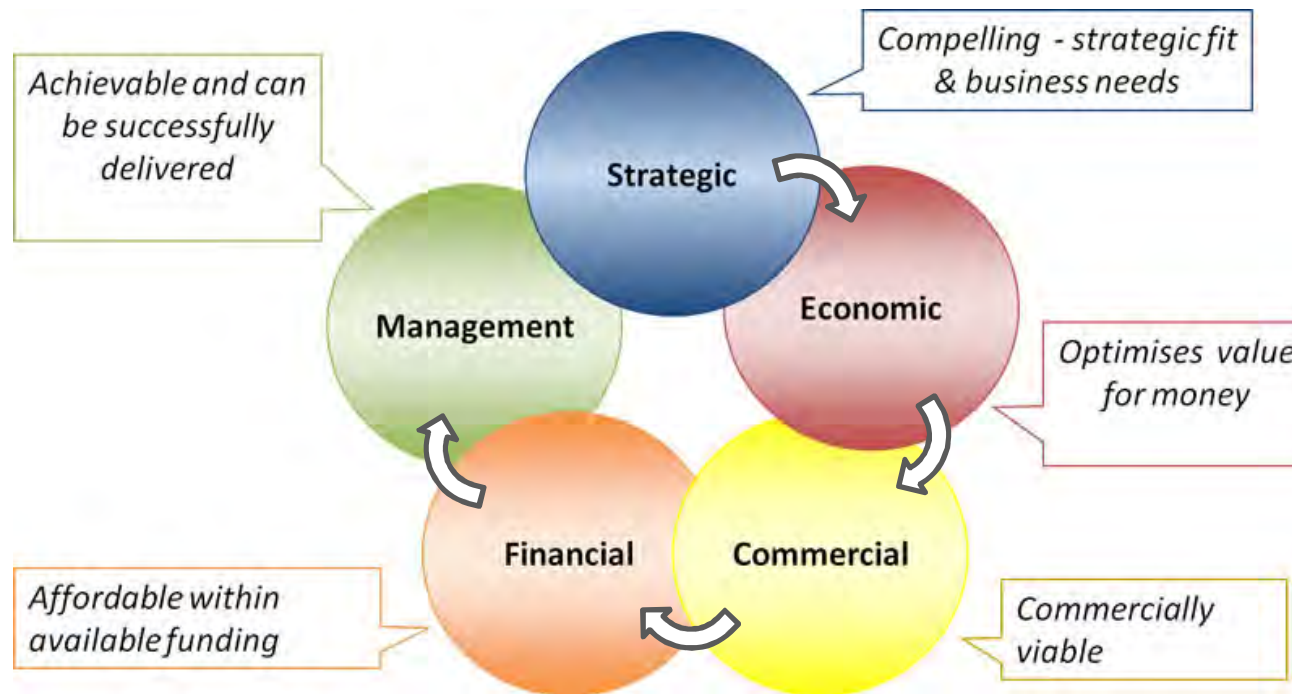 Compelling - strategic fit
& business needs
Achievable and can
be successfully
delivered
Strategic
Economic
Management
Optimises value
for money
Financial
Commercial
Affordable within
available funding
Commercially
viable